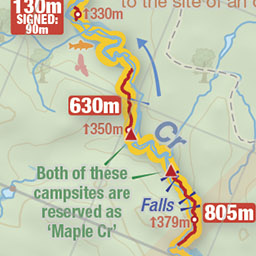 130m
SIGNED:
90m
↑330m
to the site of an o
630m
↑350m
Cr
Both of these
campsites are
reserved as
'Maple Cr'
Falls
↑379m
805m